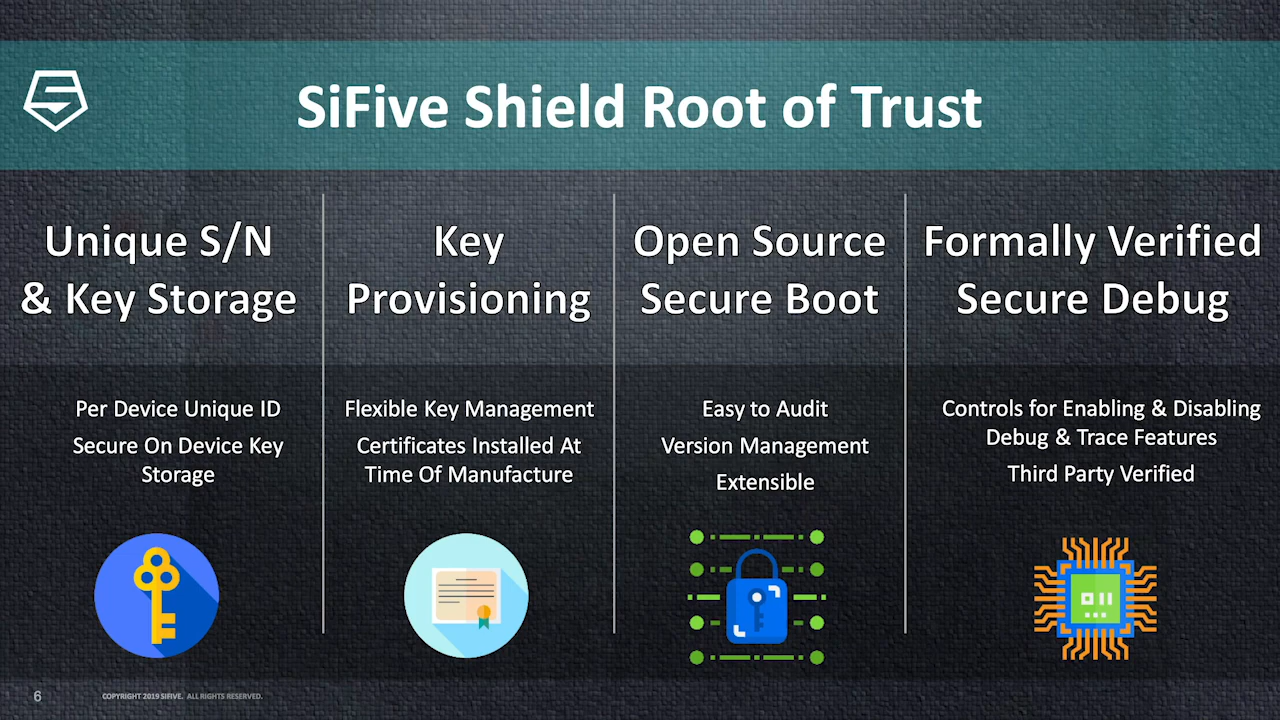 SiFive Shield Root of Trust
Unique S/N
& Key Storage
Per Device Unique ID
Secure On Device Key
Storage
Key
Provisioning
Flexible Key Management
Certificates Installed At
Time Of Manufacture
Open Source
Secure Boot
Easy to Audit
Version Management
Extensible
Formally Verified
Secure Debug
Controls for Enabling & Disabling
Debug & Trace Features
Third Party Verified
6
COPYRIGHT 2019 SIFIVE. ALL RIGHTS RESERVED.